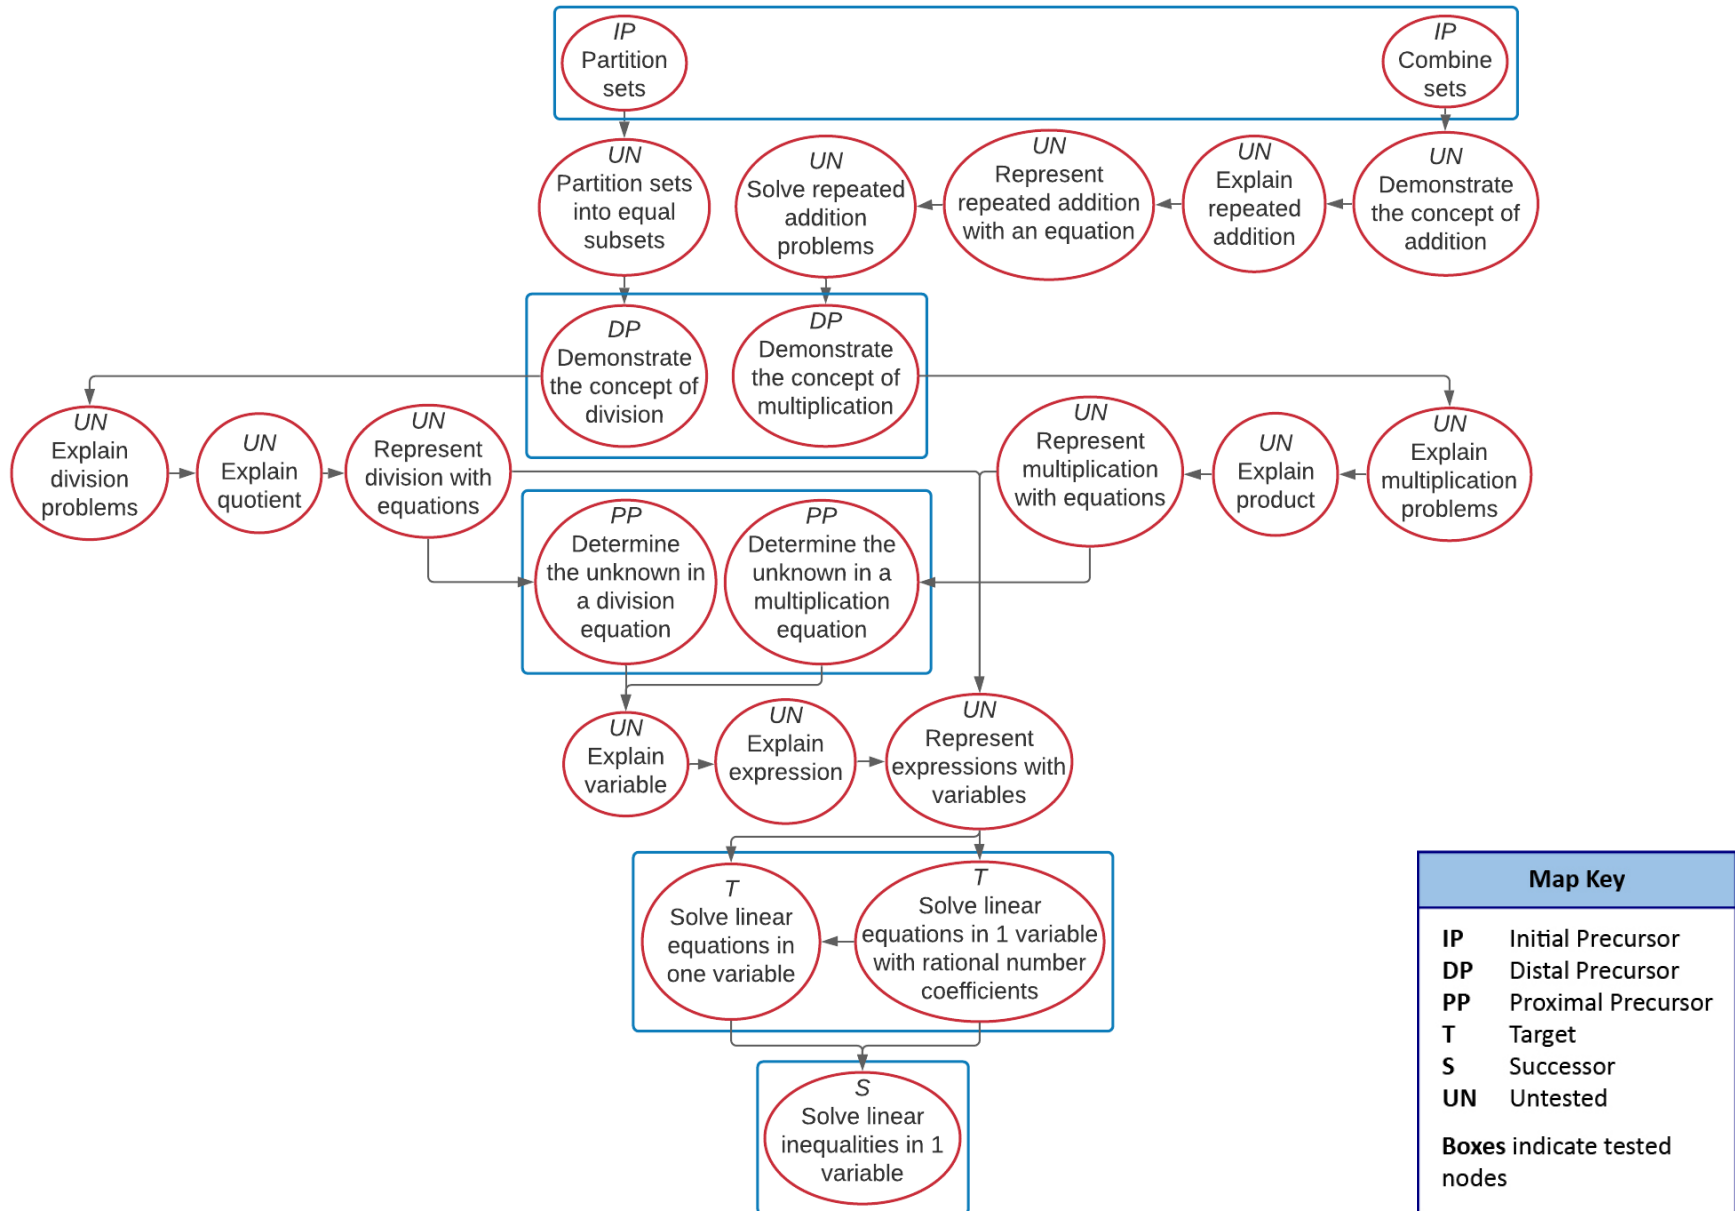 IP
Partition
sets
IP
Combine
sets
UN
Partition sets
into equal
subsets
UN
Solve repeated
addition
problems
UN
Represent
repeated addition
with an equation
UN
Explain
repeated
addition
UN
Demonstrate
the concept of
addition
DP
Demonstrate
the concept of
division
DP
Demonstrate
the concept of
multiplication
UN
Explain
division
problems
UN
Explain
quotient
UN
Represent
division with
equations
UN
Represent
multiplication
with equations
UN
Explain
product
UN
Explain
multiplication
problems
PP
Determine
the unknown in
a division
equation
PP
Determine the
unknown in a
multiplication
equation
UN
Explain
variable
UN
Explain
expression
UN
Represent
expressions with
variables
T
Solve linear
equations in
one variable
T
Solve linear
equations in 1 variable
with rational number
coefficients
S
Solve linear
inequalities in 1
variable
Map Key
IP Initial Precursor
DP Distal Precursor
PP Proximal Precursor
T Target
S Successor
UN Untested
Boxes indicate tested
nodes